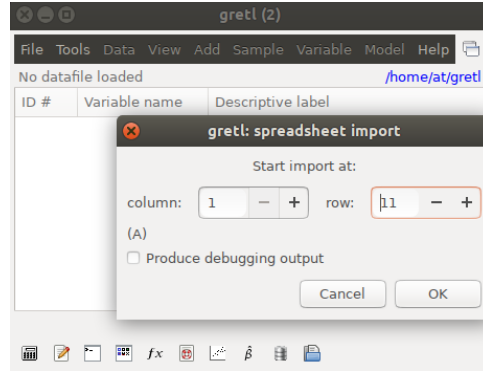 gretl (2)
File Tools Data View Add Sample Variable Model Help
No datafile loaded /home/at/gretl
ID # Variable name Descriptive label
gretl: spreadsheet import
Start import at:
column: 1 − + row: 11 − +
(A)
Produce debugging output
Cancel OK
fx β̂